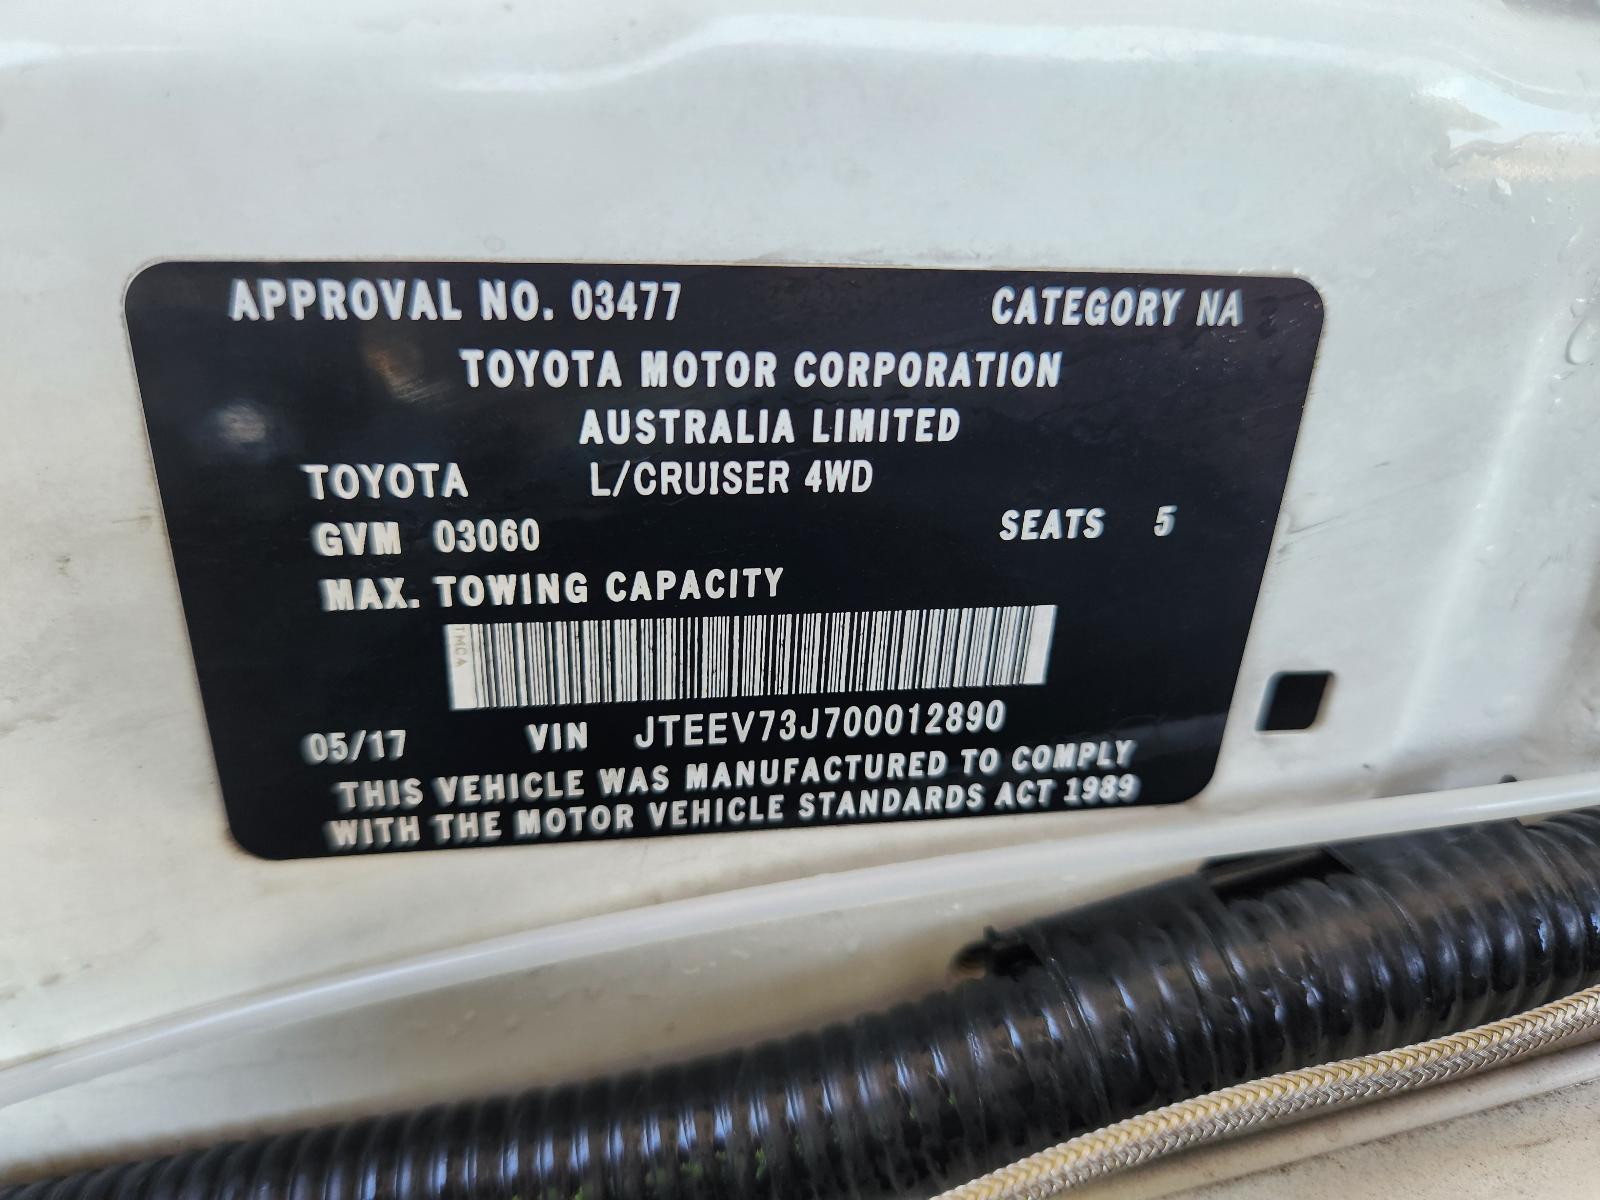 APPROVAL NO. 03477 CATEGORY NA
TOYOTA MOTOR CORPORATION
AUSTRALIA LIMITED
TOYOTA L/CRUISER 4WD
GVM 03060 SEATS 5
MAX. TOWING CAPACITY
TMCA
05/17 VIN JTEEV73J700012890
THIS VEHICLE WAS MANUFACTURED TO COMPLY
WITH THE MOTOR VEHICLE STANDARDS ACT 1989